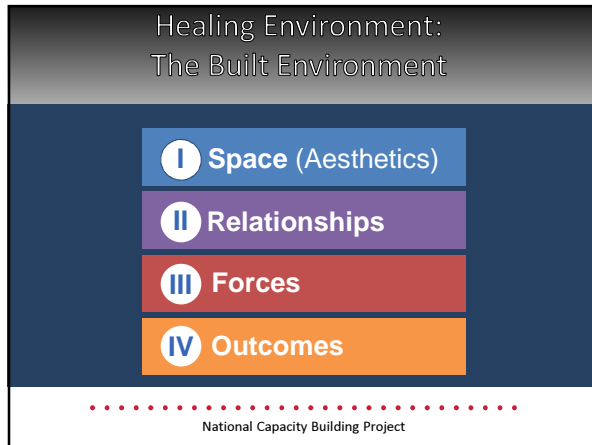 Healing Environment:
The Built Environment
I Space (Aesthetics)
II Relationships
III Forces
IV Outcomes
National Capacity Building Project